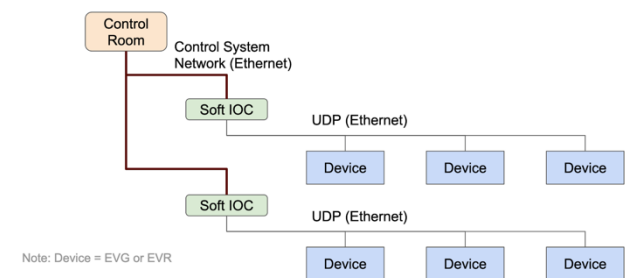 Control
Room
Control System
Network (Ethernet)
Soft IOC
UDP (Ethernet)
Device
Device
Device
Soft IOC
UDP (Ethernet)
Note: Device = EVG or EVR
Device
Device
Device